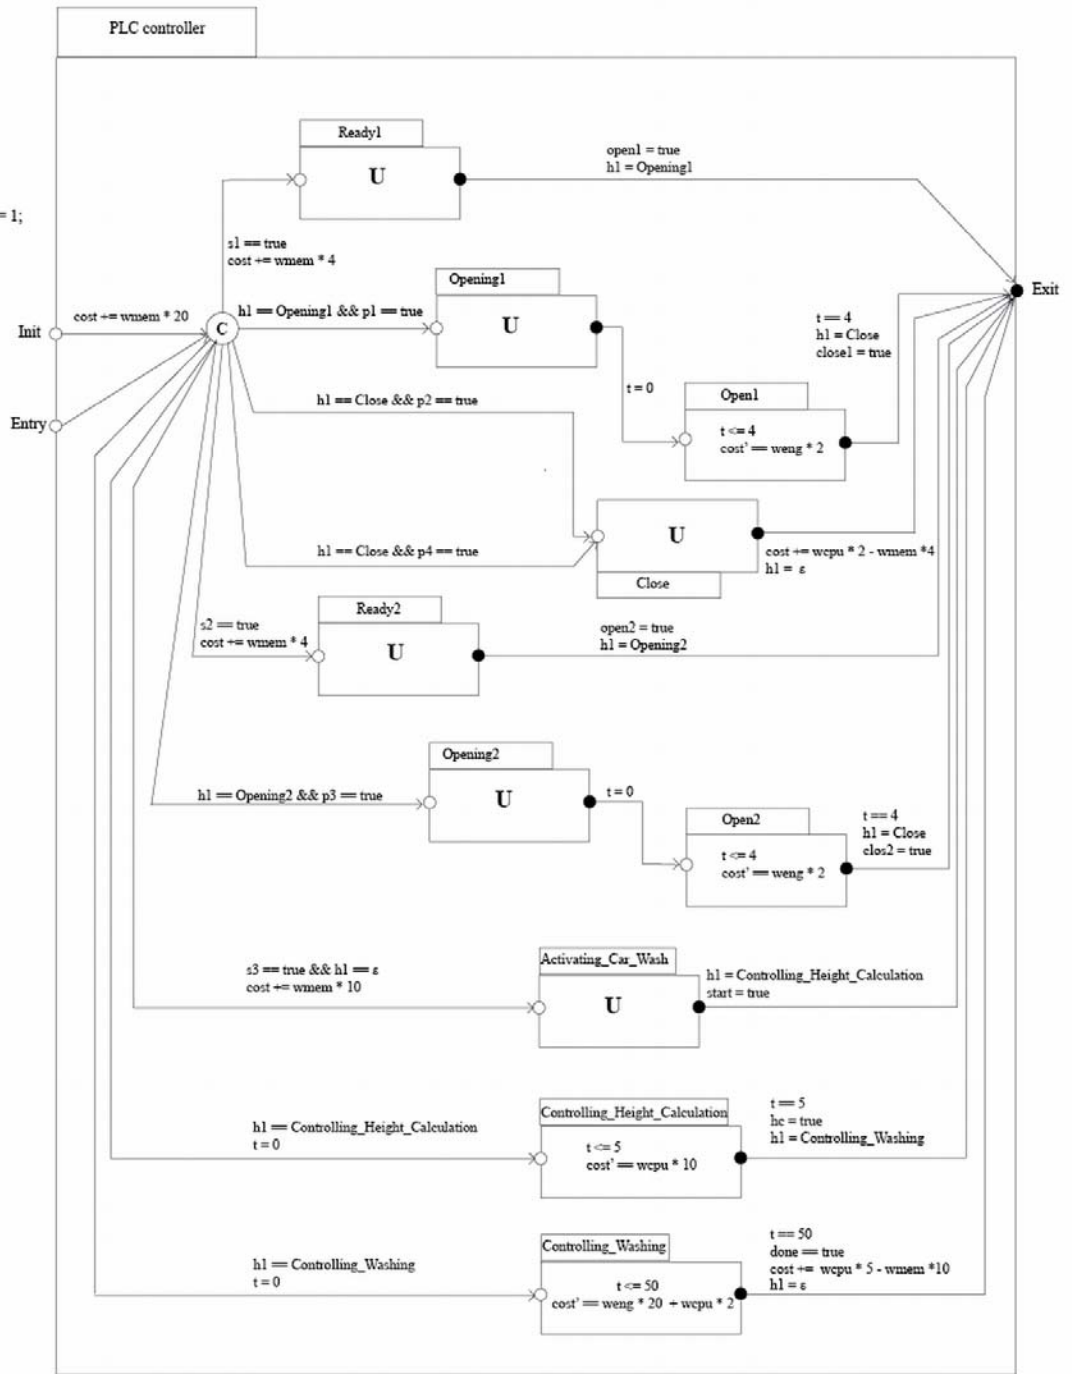 PLC controller
Ready1
U
open1 = true
h1 = Opening1
= 1;
s1 == true
cost += wmem * 4
Opening1
U
Exit
cost += wmem * 20
Init
C
h1 == Opening1 && p1 == true
t == 4
h1 = Close
close1 = true
t = 0
Open1
t <= 4
cost' == weng * 2
h1 == Close && p2 == true
Entry
U
Close
h1 == Close && p4 == true
cost += wcpu * 2 - wmem *4
h1 = ε
Ready2
U
s2 == true
cost += wmem * 4
open2 = true
h1 = Opening2
Opening2
U
h1 == Opening2 && p3 == true
t = 0
Open2
t <= 4
cost' == weng * 2
t == 4
h1 = Close
clos2 = true
s3 == true && h1 == ε
cost += wmem * 10
Activating_Car_Wash
U
h1 = Controlling_Height_Calculation
start = true
h1 == Controlling_Height_Calculation
t = 0
Controlling_Height_Calculation
t <= 5
cost' == wcpu * 10
t == 5
hc = true
h1 = Controlling_Washing
h1 == Controlling_Washing
t = 0
Controlling_Washing
t <= 50
cost' == weng * 20 + wcpu * 2
t == 50
done == true
cost += wcpu * 5 - wmem *10
h1 = ε